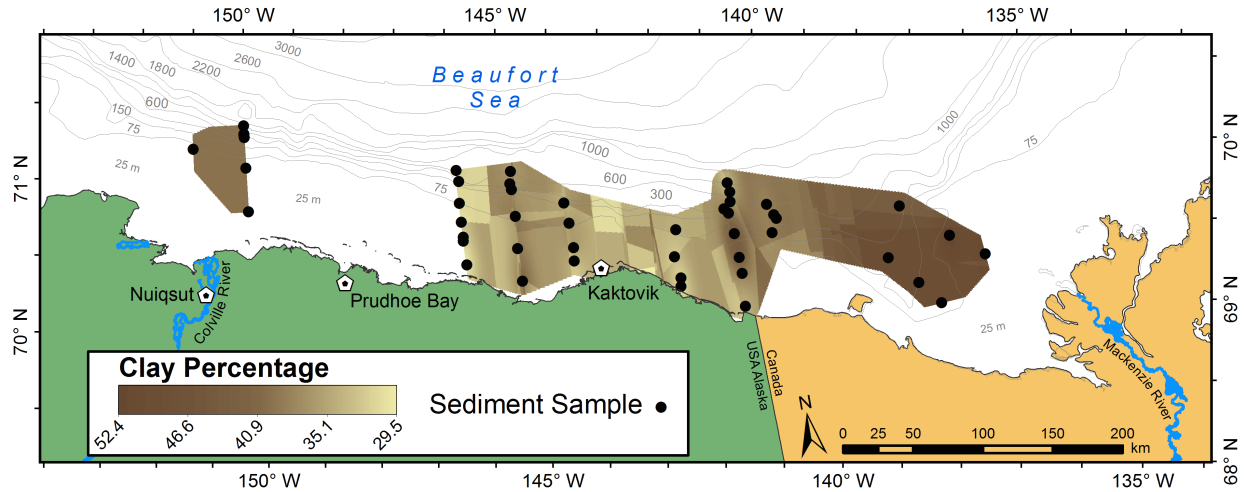 150° W 145° W 140° W 135° W
3000
1400
1800
2200
2600
600
150
75
25 m
25 m
Beaufort
Sea
1000
600
300
75
1000
75
25 m
71° N
70° N
70° N
69° N
68° N
Nuiqsut
Colville River
Prudhoe Bay
Kaktovik
USA Alaska
Canada
Mackenzie River
Clay Percentage
52.4 46.6 40.9 35.1 29.5
Sediment Sample
N
0 25 50 100 150 200
km
150° W 145° W 140° W 135° W